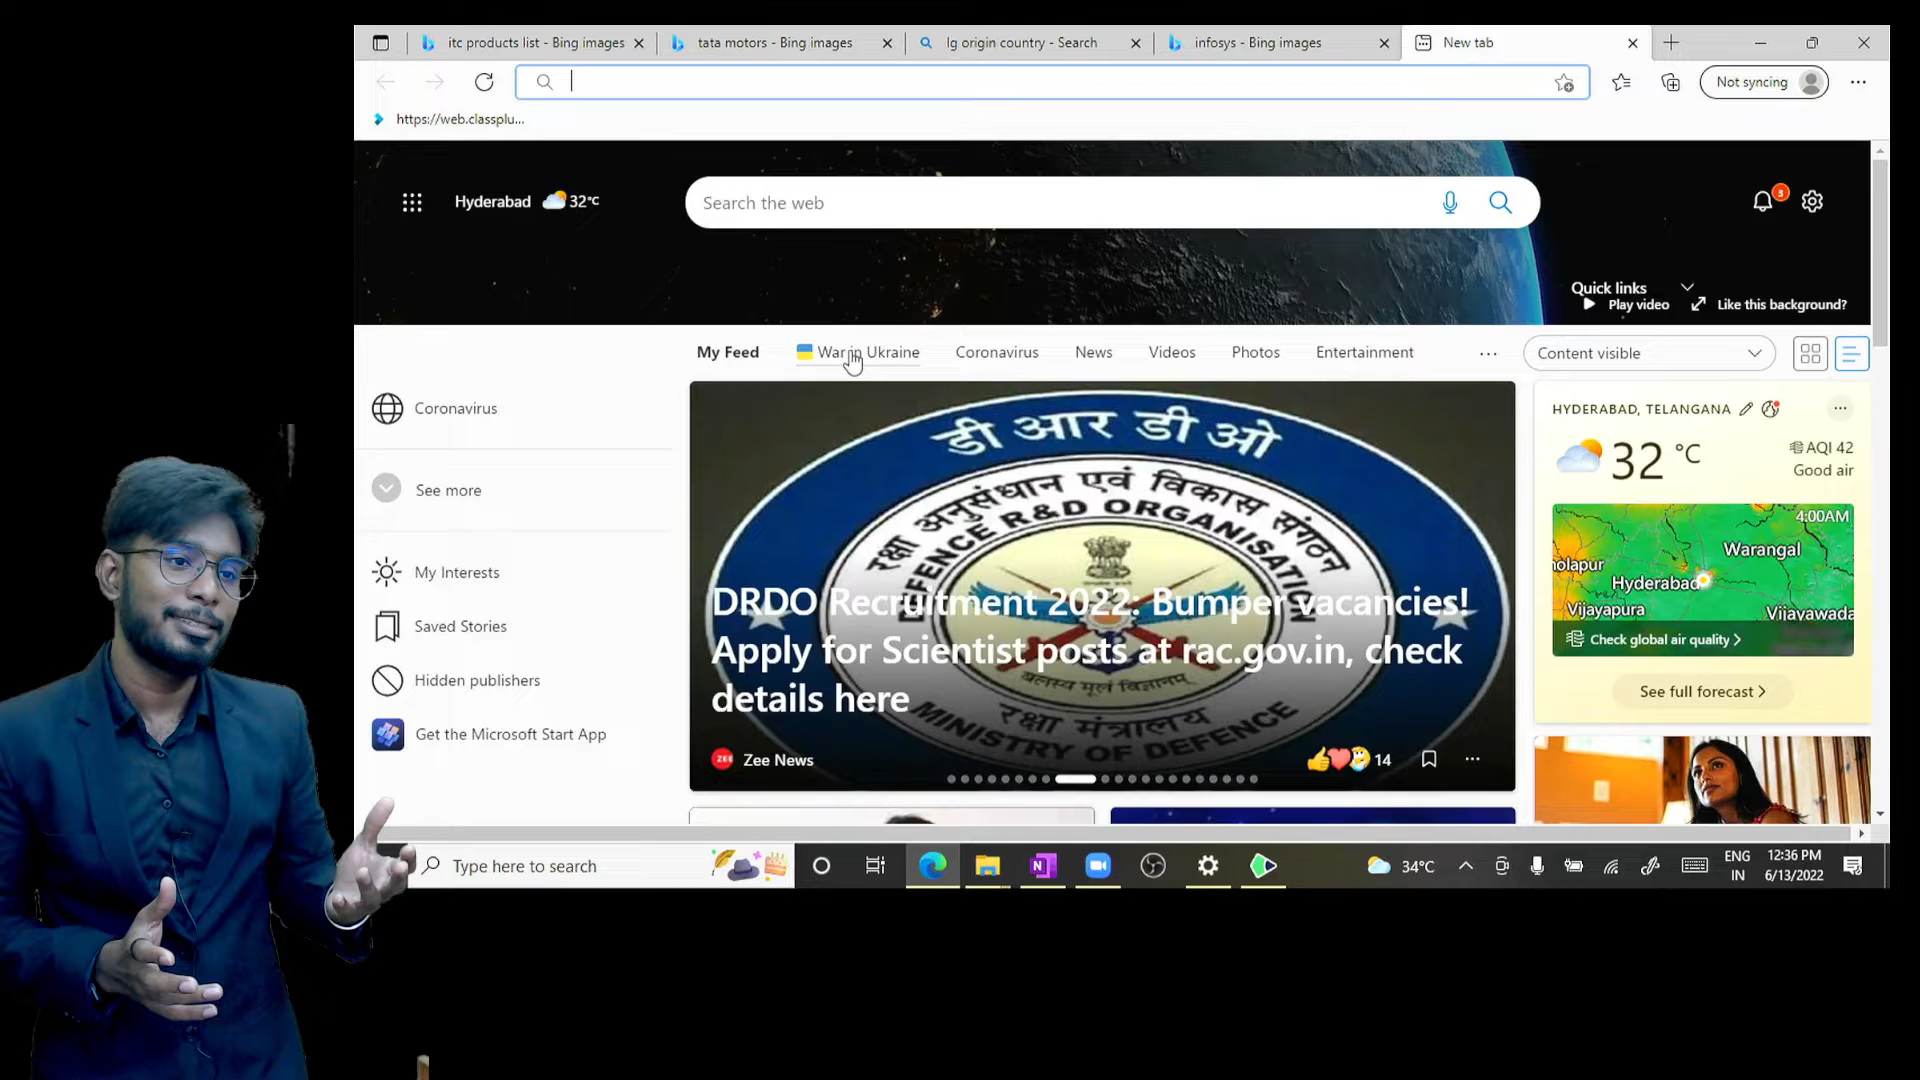 itc products list - Bing images
tata motors - Bing images
lg origin country - Search
infosys - Bing images
New tab
Not syncing
https://web.classplu...
Hyderabad
32°C
Search the web
3
Quick links
Play video
Like this background?
My Feed
War in Ukraine
Coronavirus
News
Videos
Photos
Entertainment
Content visible
Coronavirus
See more
My Interests
Saved Stories
Hidden publishers
Get the Microsoft Start App
डी आर डी ओ
रक्षा अनुसंधान एवं विकास संगठन
DEFENCE R&D ORGANISATION
DRDO Recruitment 2022: Bumper vacancies!
Apply for Scientist posts at rac.gov.in, check
details here
बलस्य मूलं विज्ञानम्
रक्षा मंत्रालय
MINISTRY OF DEFENCE
Zee News
14
HYDERABAD, TELANGANA
32 °C
AQI 42
Good air
4:00AM
Warangal
holapur
Hyderabad
Vijayapura
Vijayawada
Check global air quality
See full forecast
Type here to search
34°C
ENG
IN
12:36 PM
6/13/2022